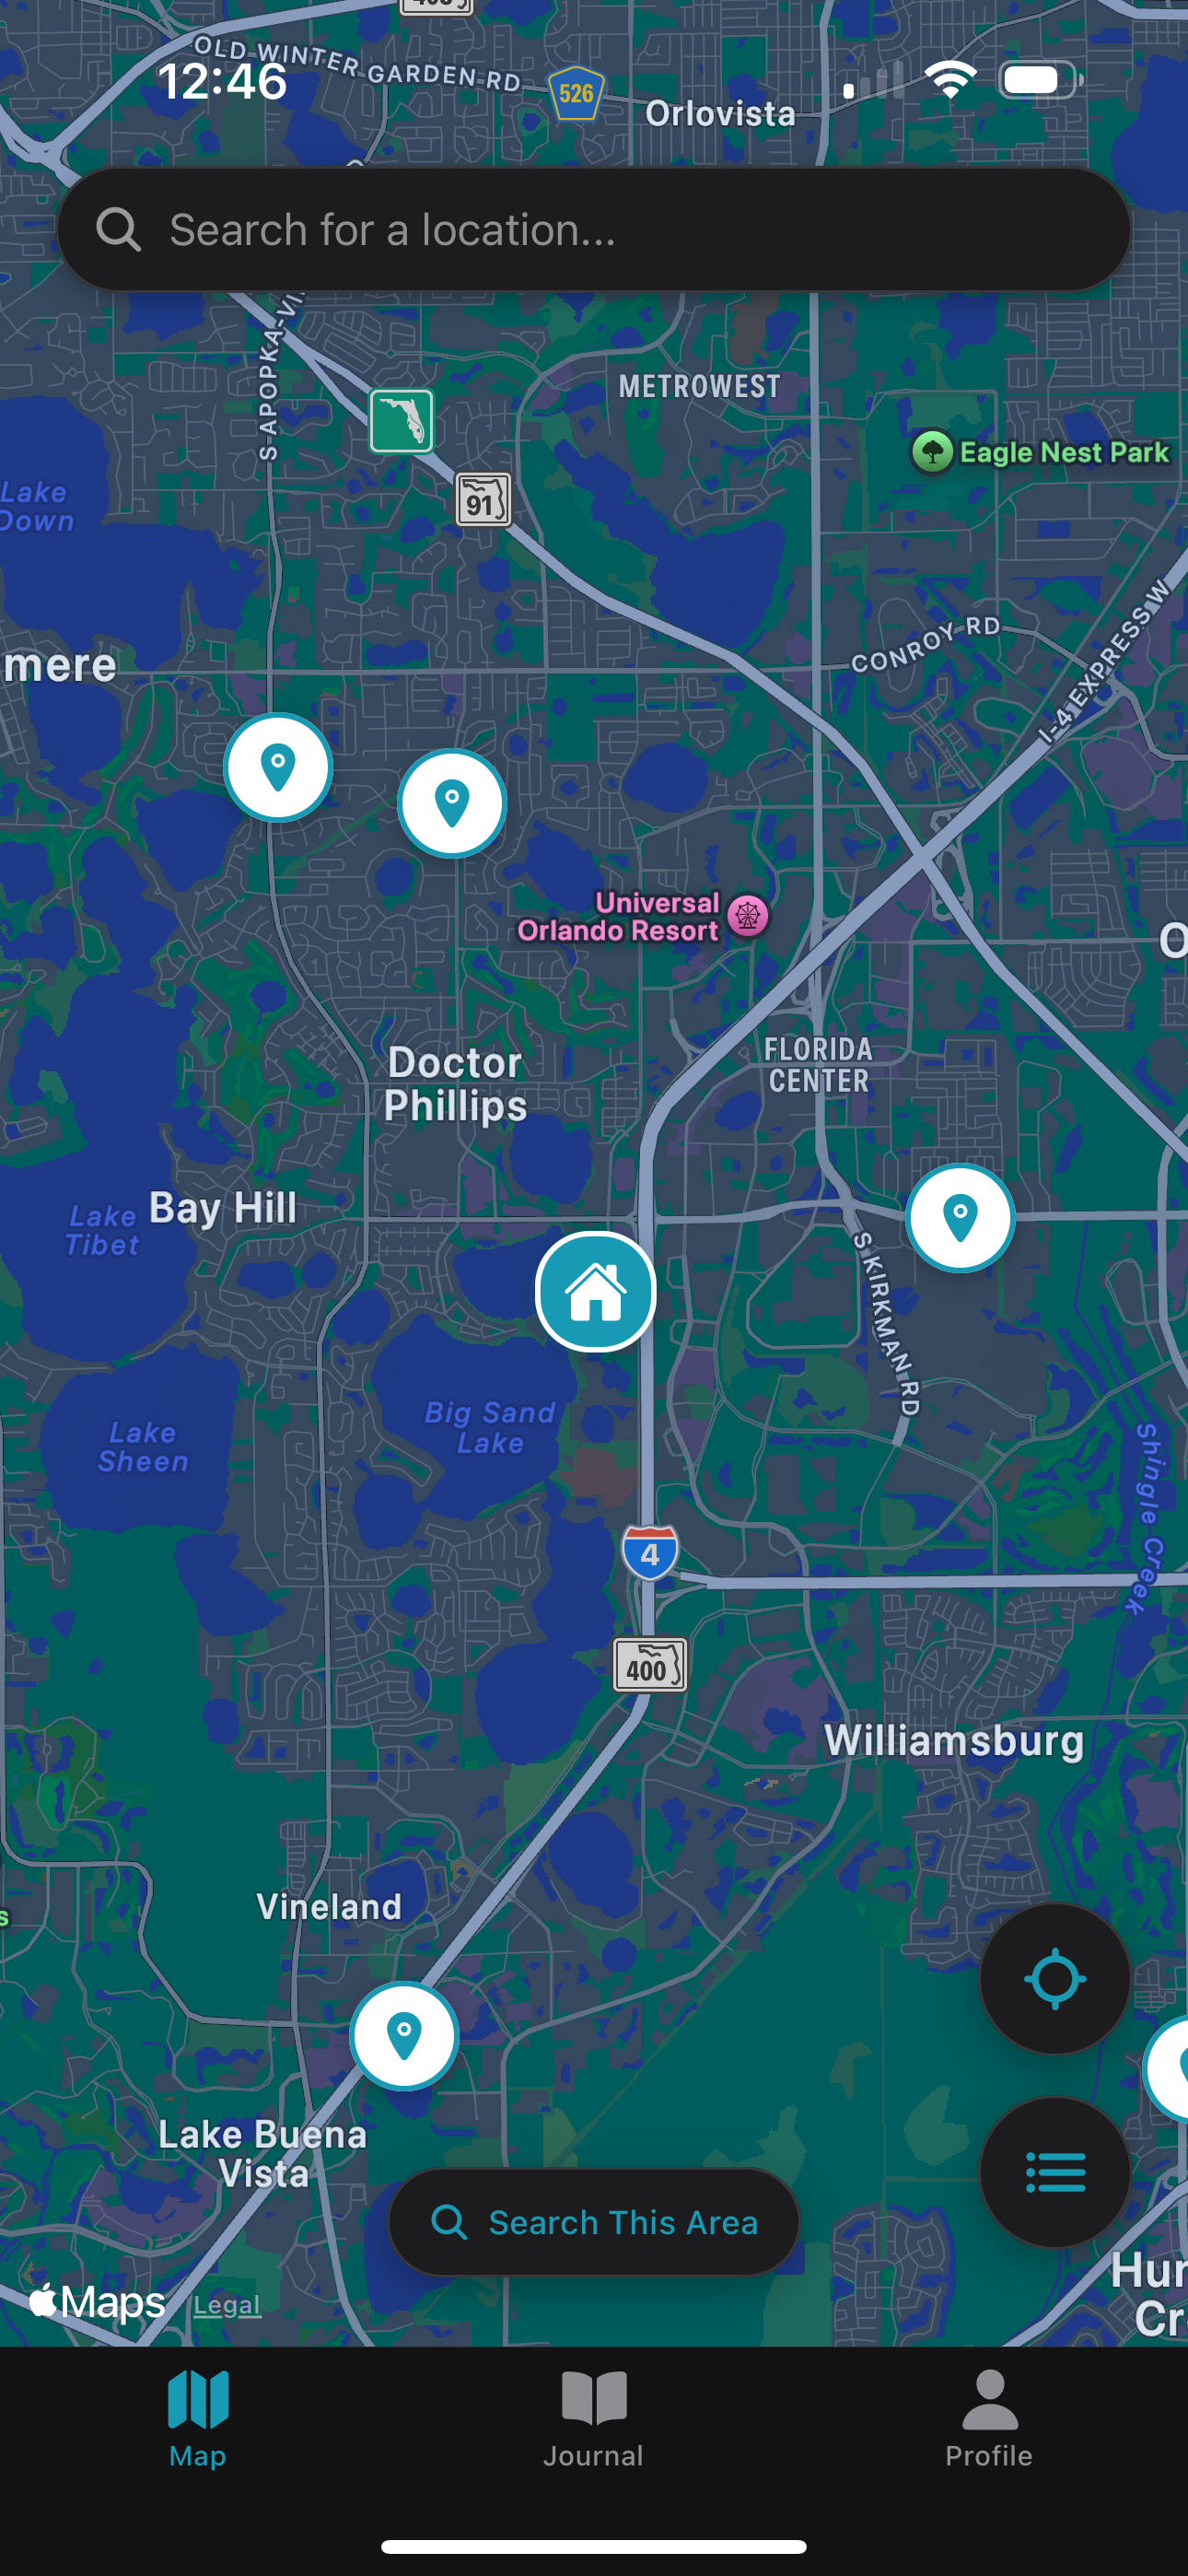 OLD WINTER GARDEN RD
12:46
526
Orlovista
Search for a location...
S APOPKA-VI
METROWEST
Eagle Nest Park
91
Lake
Down
CONROY RD
I-4 EXPRESS W
mere
Universal
Orlando Resort
O
FLORIDA
CENTER
Doctor
Phillips
Bay Hill
Lake
Tibet
S KIRKMAN RD
Big Sand
Lake
Lake
Sheen
Shingle Creek
4
400
Williamsburg
Vineland
s
Lake Buena
Vista
Search This Area
Hun
Cr
Maps
Legal
Map
Journal
Profile